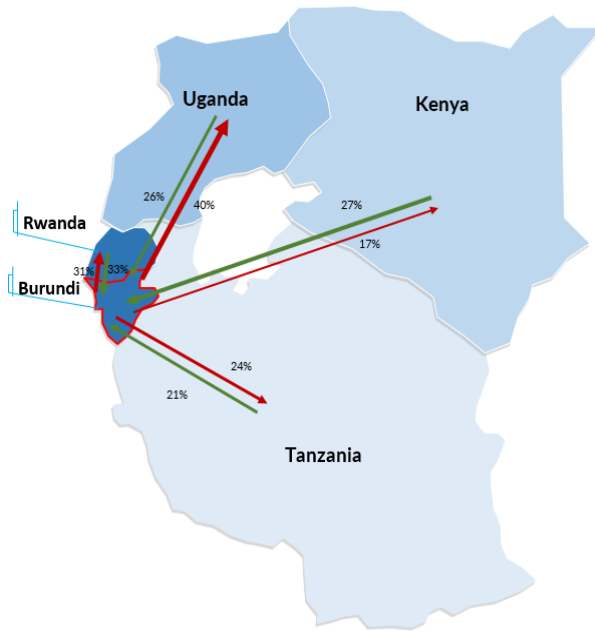 Uganda
Kenya
26%
40%
27%
17%
Rwanda
31%
33%
Burundi
24%
21%
Tanzania